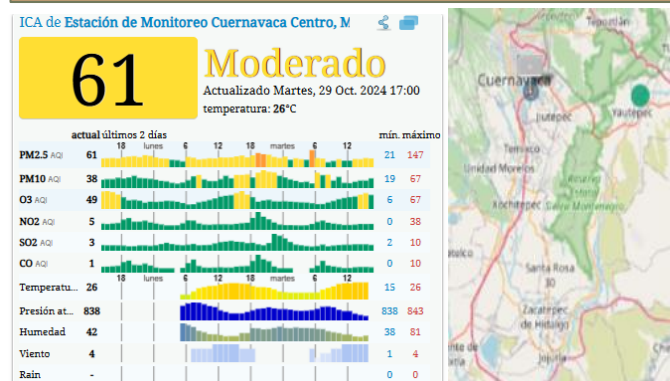 ICA de Estación de Monitoreo Cuernavaca Centro, M
61
Moderado
Actualizado Martes, 29 Oct. 2024 17:00
temperatura: 26°C
actual últimos 2 días mín. máximo
18 lunes 6 12 18 martes 6 12
PM2.5 AQI 61 21 147
PM10 AQI 38 19 67
O3 AQI 49 6 67
NO2 AQI 5 0 38
SO2 AQI 3 2 10
CO AQI 1 0 10
18 lunes 6 12 18 martes 6 12
Temperatu... 26 15 26
Presión at... 838 838 843
Humedad 42 38 81
Viento 4 1 4
Rain - 0 0
Tepoztlán
Cuernavaca
Jiutepec
Yautepec
Temixco
Unidad Morelos
Xochitepec
Reserva
Estatal
Sierra Montenegro
Santa Rosa
30
Zacatepec
de Hidalgo
Jojutla